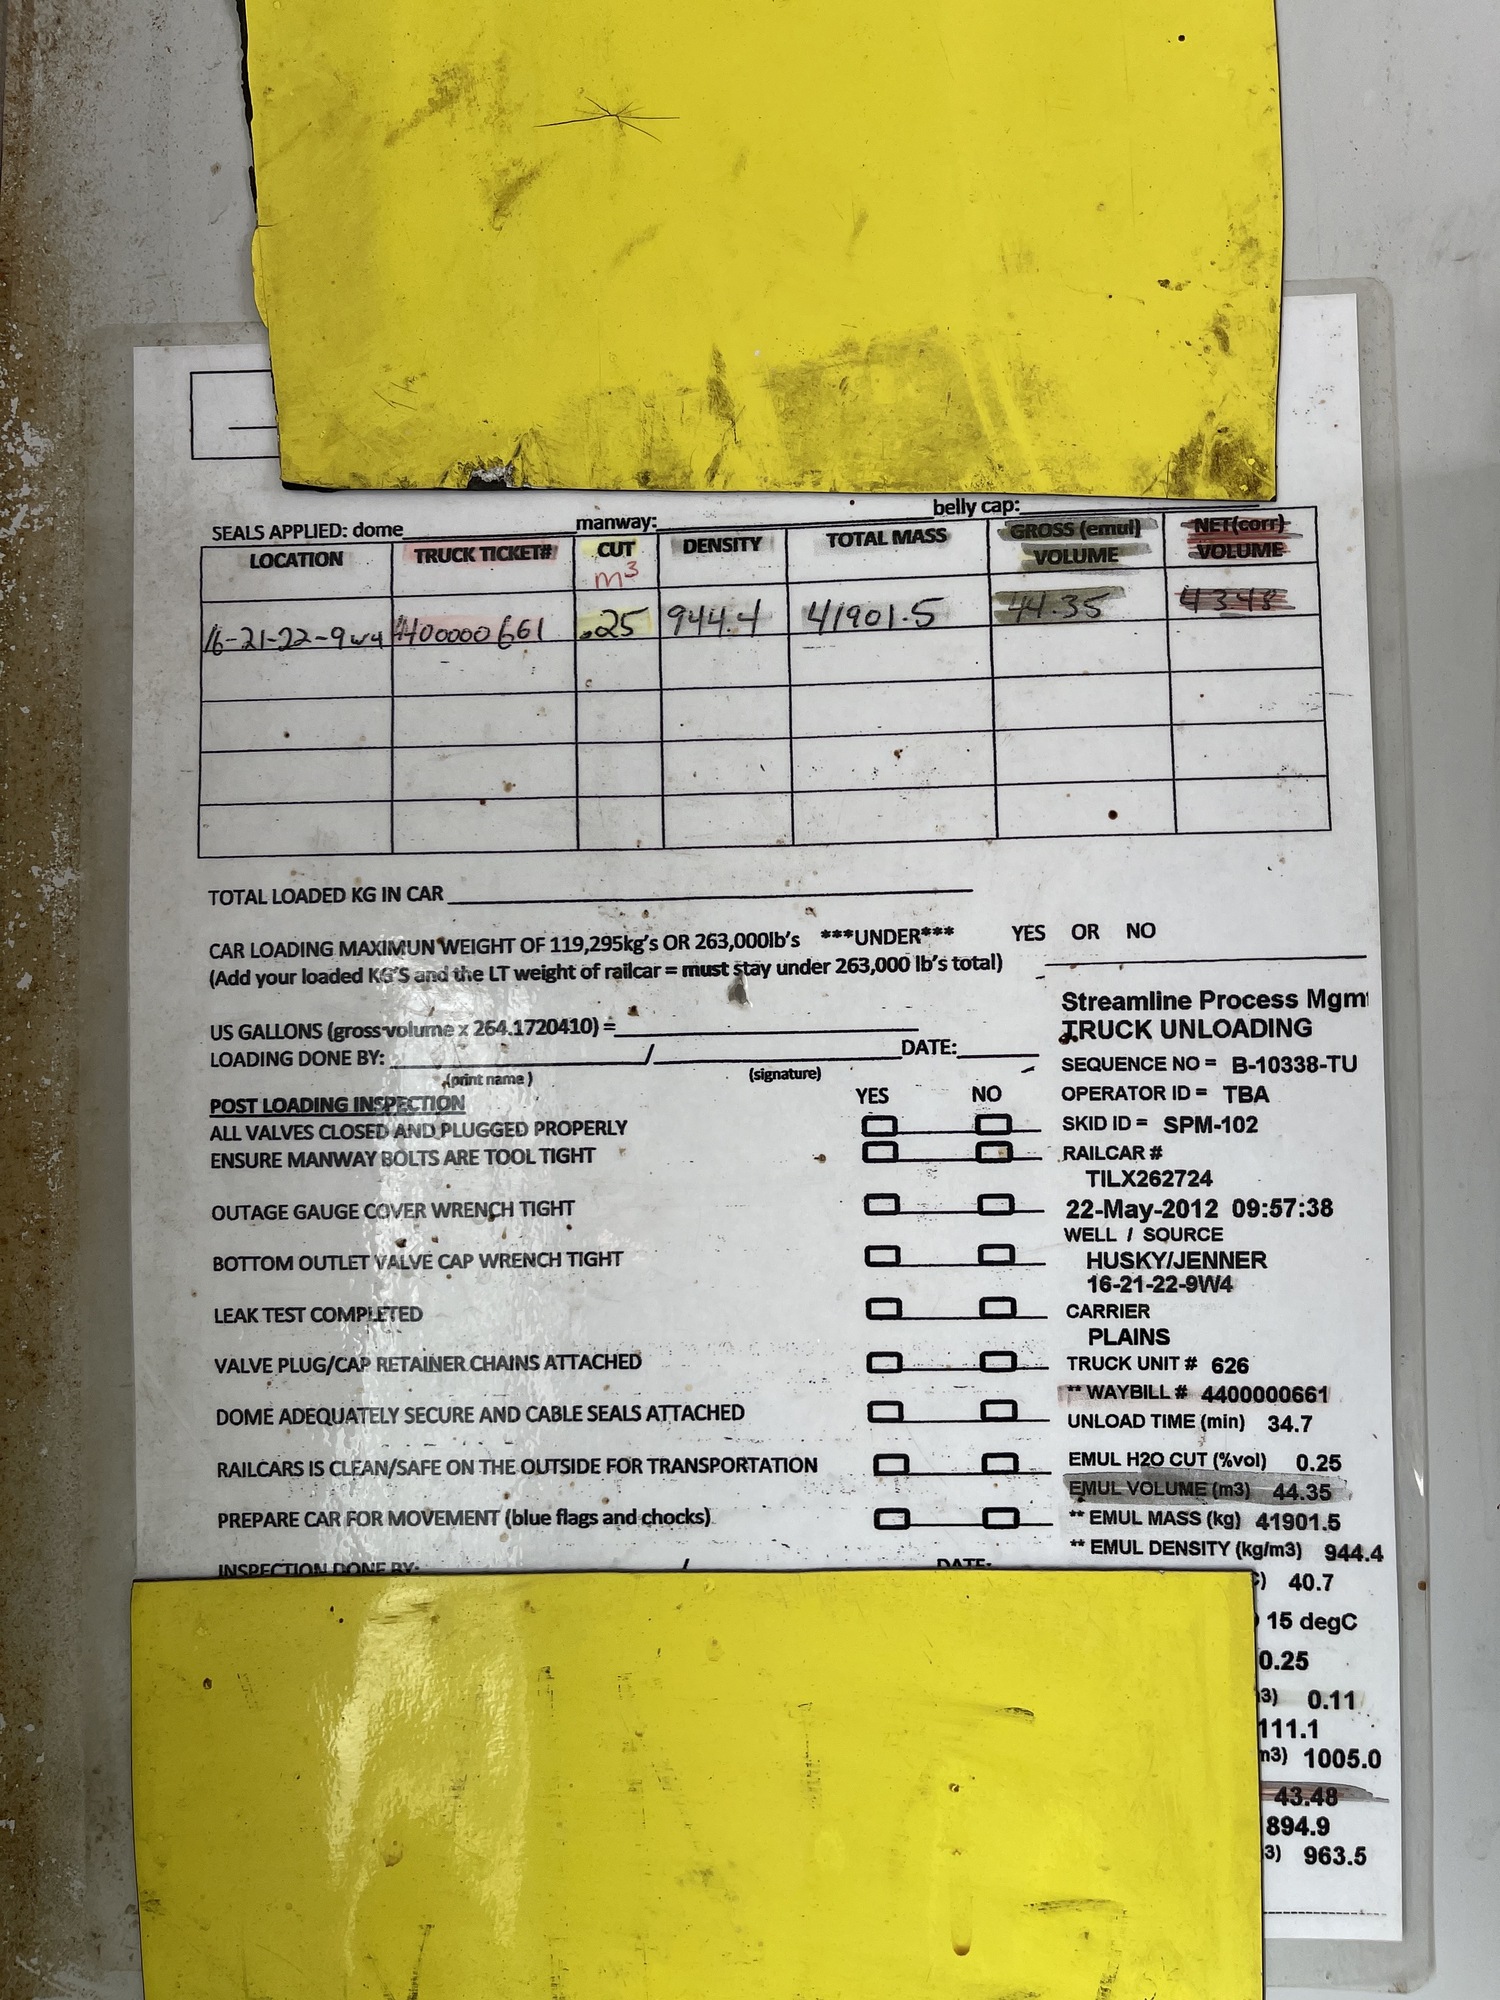 SEALS APPLIED: dome manway: belly cap:
LOCATION TRUCK TICKET# CUT DENSITY TOTAL MASS GROSS (emul) VOLUME NET(corr) VOLUME
m³
16-21-22-9w4 4400000661 .25 944.4 41901.5 44.35 43.48
TOTAL LOADED KG IN CAR
CAR LOADING MAXIMUN WEIGHT OF 119,295kg's OR 263,000lb's ***UNDER*** YES OR NO
(Add your loaded KG'S and the LT weight of railcar = must stay under 263,000 lb's total)
US GALLONS (gross volume x 264.1720410) =
LOADING DONE BY: / DATE:
(print name ) (signature)
POST LOADING INSPECTION YES NO
ALL VALVES CLOSED AND PLUGGED PROPERLY
ENSURE MANWAY BOLTS ARE TOOL TIGHT
OUTAGE GAUGE COVER WRENCH TIGHT
BOTTOM OUTLET VALVE CAP WRENCH TIGHT
LEAK TEST COMPLETED
VALVE PLUG/CAP RETAINER CHAINS ATTACHED
DOME ADEQUATELY SECURE AND CABLE SEALS ATTACHED
RAILCARS IS CLEAN/SAFE ON THE OUTSIDE FOR TRANSPORTATION
PREPARE CAR FOR MOVEMENT (blue flags and chocks)
INSPECTION DONE BY: / DATE:
Streamline Process Mgmt
TRUCK UNLOADING
SEQUENCE NO = B-10338-TU
OPERATOR ID = TBA
SKID ID = SPM-102
RAILCAR #
TILX262724
22-May-2012 09:57:38
WELL / SOURCE
HUSKY/JENNER
16-21-22-9W4
CARRIER
PLAINS
TRUCK UNIT # 626
** WAYBILL # 4400000661
UNLOAD TIME (min) 34.7
EMUL H2O CUT (%vol) 0.25
EMUL VOLUME (m3) 44.35
** EMUL MASS (kg) 41901.5
** EMUL DENSITY (kg/m3) 944.4
) 40.7
15 degC
0.25
3) 0.11
111.1
m3) 1005.0
43.48
894.9
3) 963.5